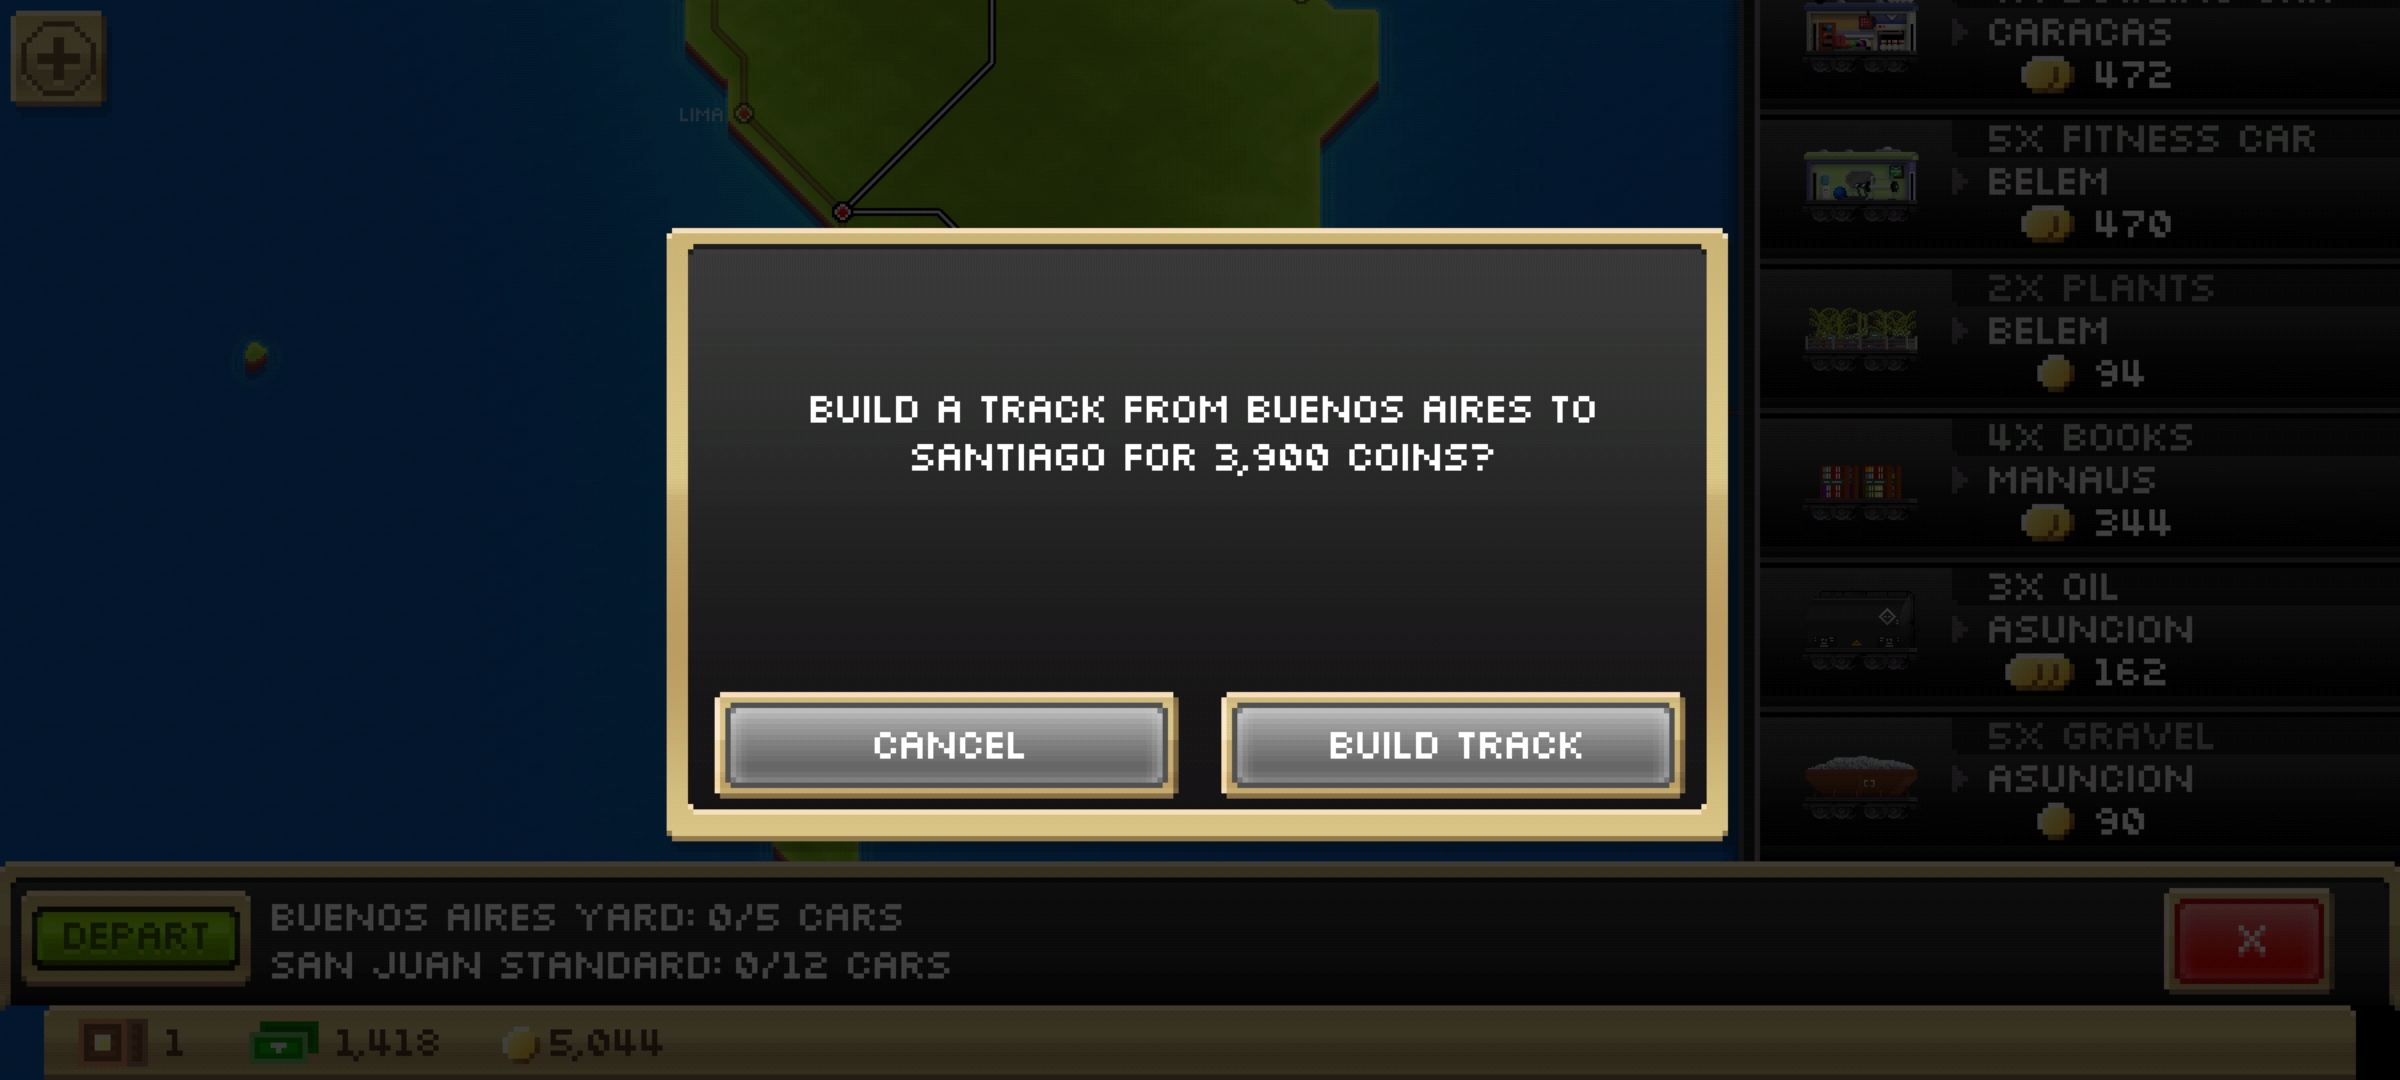 LIMA
CARACAS
472
5X FITNESS CAR
BELEM
470
2X PLANTS
BELEM
94
4X BOOKS
MANAUS
344
3X OIL
ASUNCION
162
5X GRAVEL
ASUNCION
90
BUILD A TRACK FROM BUENOS AIRES TO
SANTIAGO FOR 3,900 COINS?
CANCEL
BUILD TRACK
DEPART
BUENOS AIRES YARD: 0/5 CARS
SAN JUAN STANDARD: 0/12 CARS
X
1
1,418
5,044